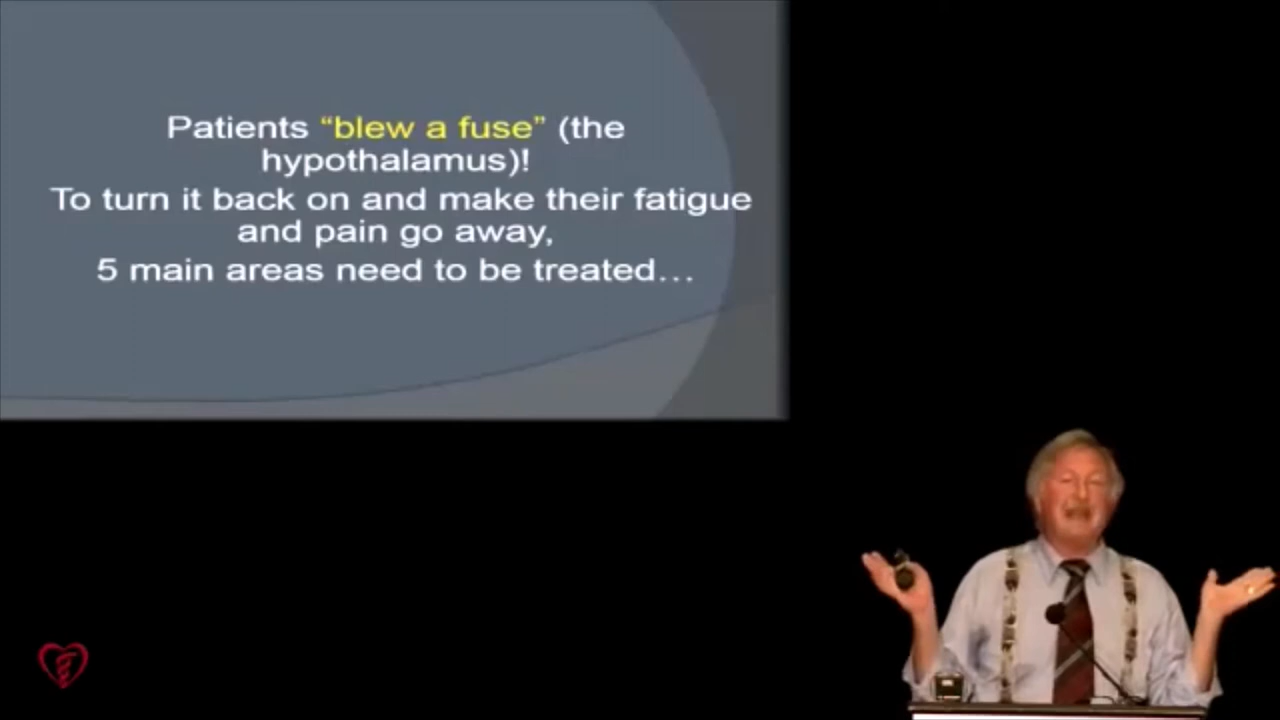 Patients “blew a fuse” (the
hypothalamus)!
To turn it back on and make their fatigue
and pain go away,
5 main areas need to be treated…